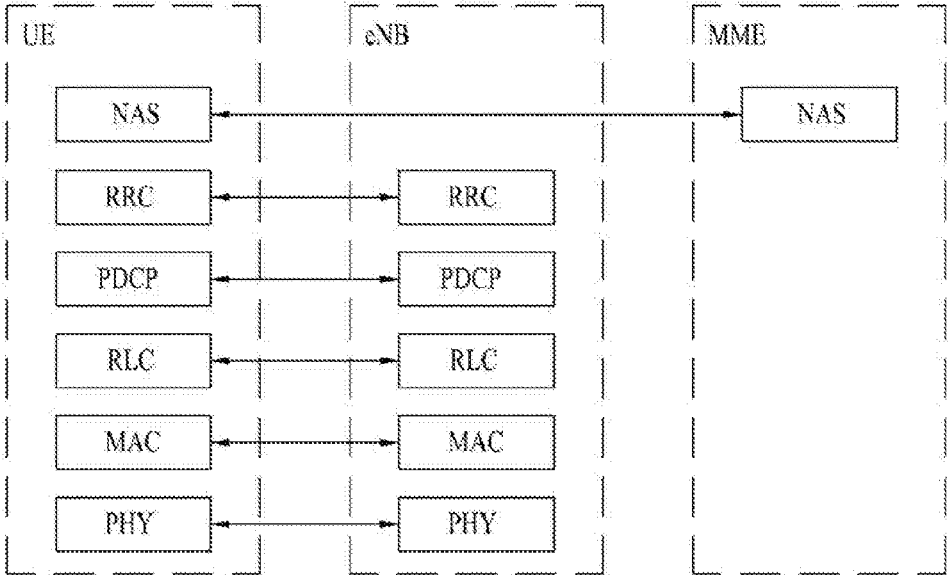 UE eNB MME
NAS NAS
RRC RRC
PDCP PDCP
RLC RLC
MAC MAC
PHY PHY